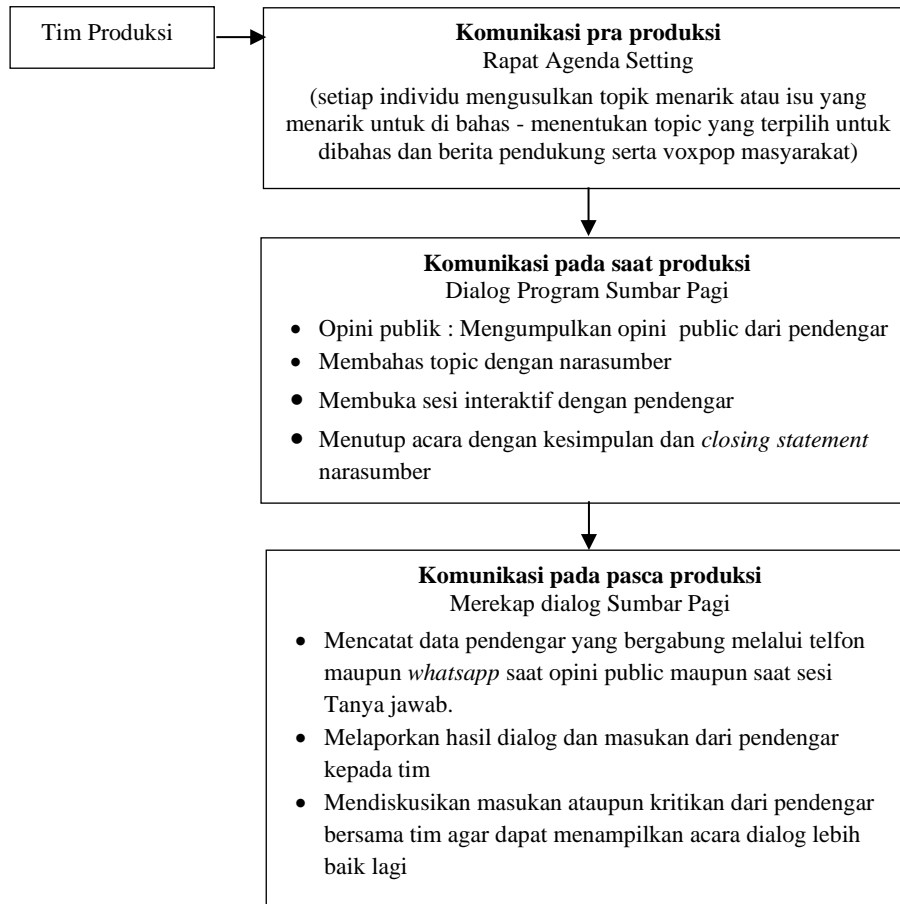 Tim Produksi
Komunikasi pra produksi
Rapat Agenda Setting
(setiap individu mengusulkan topik menarik atau isu yang
menarik untuk di bahas - menentukan topic yang terpilih untuk
dibahas dan berita pendukung serta voxpop masyarakat)
Komunikasi pada saat produksi
Dialog Program Sumbar Pagi
• Opini publik : Mengumpulkan opini public dari pendengar
• Membahas topic dengan narasumber
• Membuka sesi interaktif dengan pendengar
• Menutup acara dengan kesimpulan dan closing statement
narasumber
Komunikasi pada pasca produksi
Merekap dialog Sumbar Pagi
• Mencatat data pendengar yang bergabung melalui telfon
maupun whatsapp saat opini public maupun saat sesi
Tanya jawab.
• Melaporkan hasil dialog dan masukan dari pendengar
kepada tim
• Mendiskusikan masukan ataupun kritikan dari pendengar
bersama tim agar dapat menampilkan acara dialog lebih
baik lagi